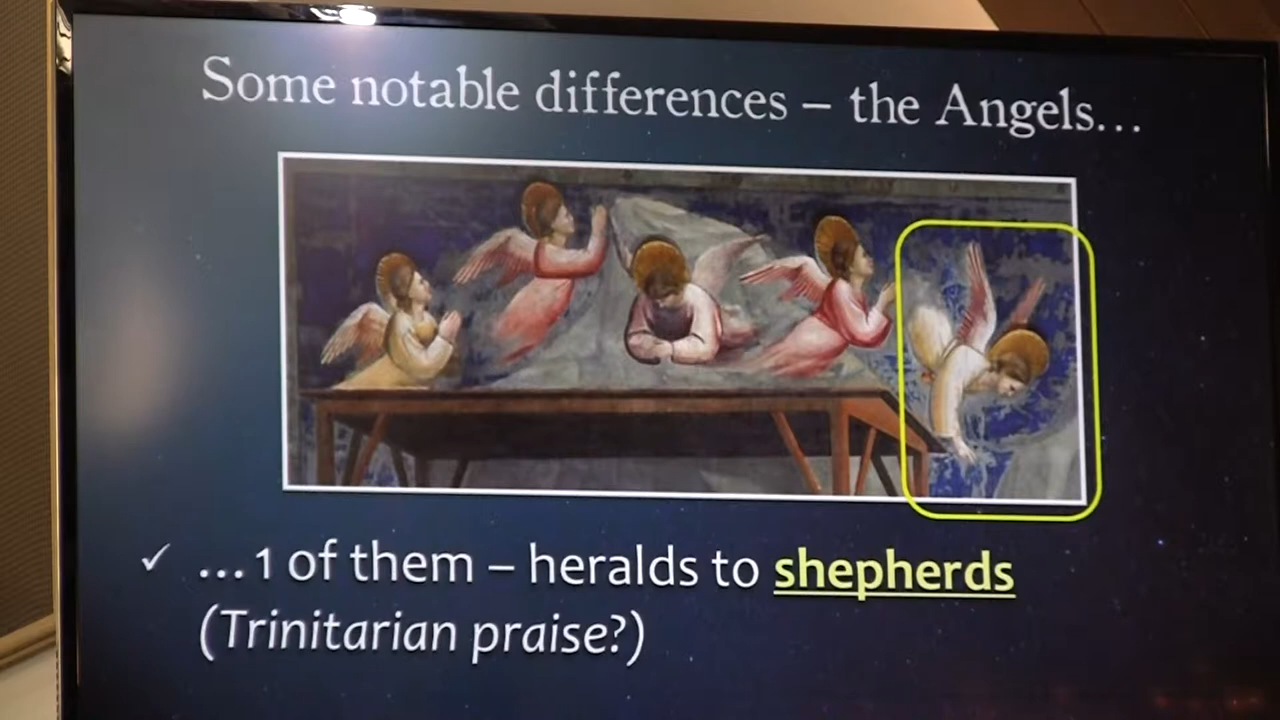 Some notable differences – the Angels...
✓ ...1 of them – heralds to shepherds
(Trinitarian praise?)